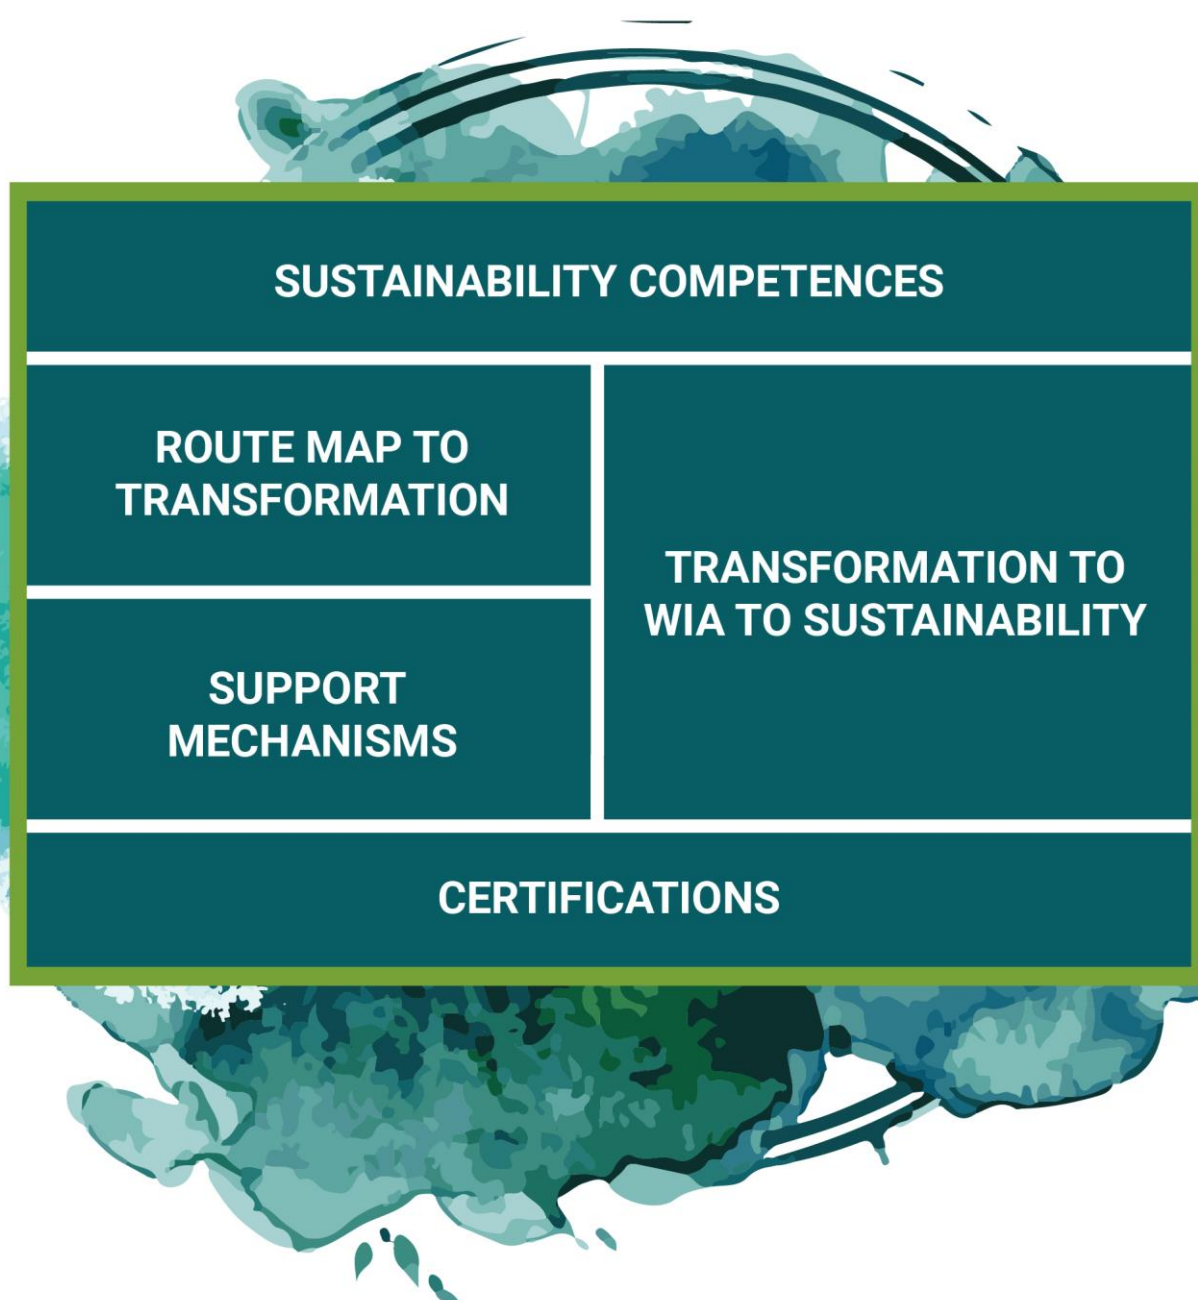 SUSTAINABILITY COMPETENCES
ROUTE MAP TO
TRANSFORMATION
SUPPORT
MECHANISMS
TRANSFORMATION TO
WIA TO SUSTAINABILITY
CERTIFICATIONS